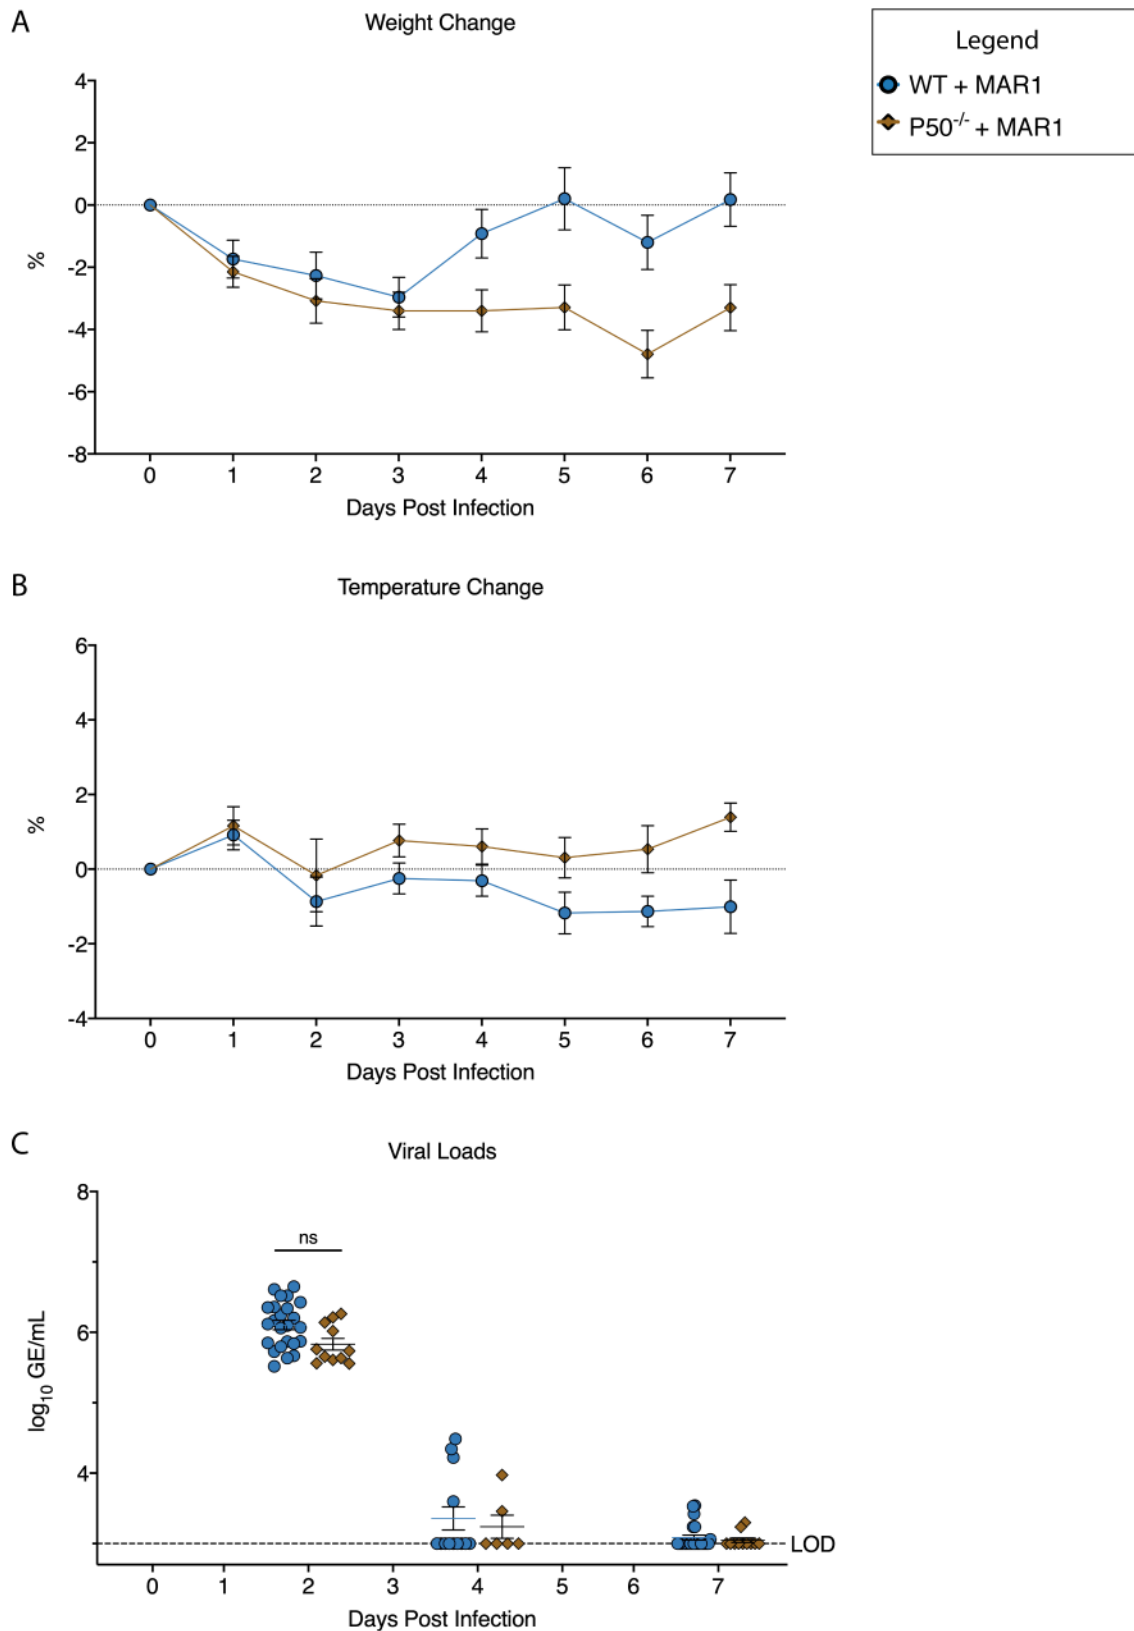 A
Weight Change
Legend
WT + MAR1
P50-/- + MAR1
4
2
0
-2
-4
-6
-8
%
0 1 2 3 4 5 6 7
Days Post Infection
B
Temperature Change
6
4
2
0
-2
-4
%
0 1 2 3 4 5 6 7
Days Post Infection
C
Viral Loads
8
6
4
log10 GE/mL
ns
LOD
0 1 2 3 4 5 6 7
Days Post Infection